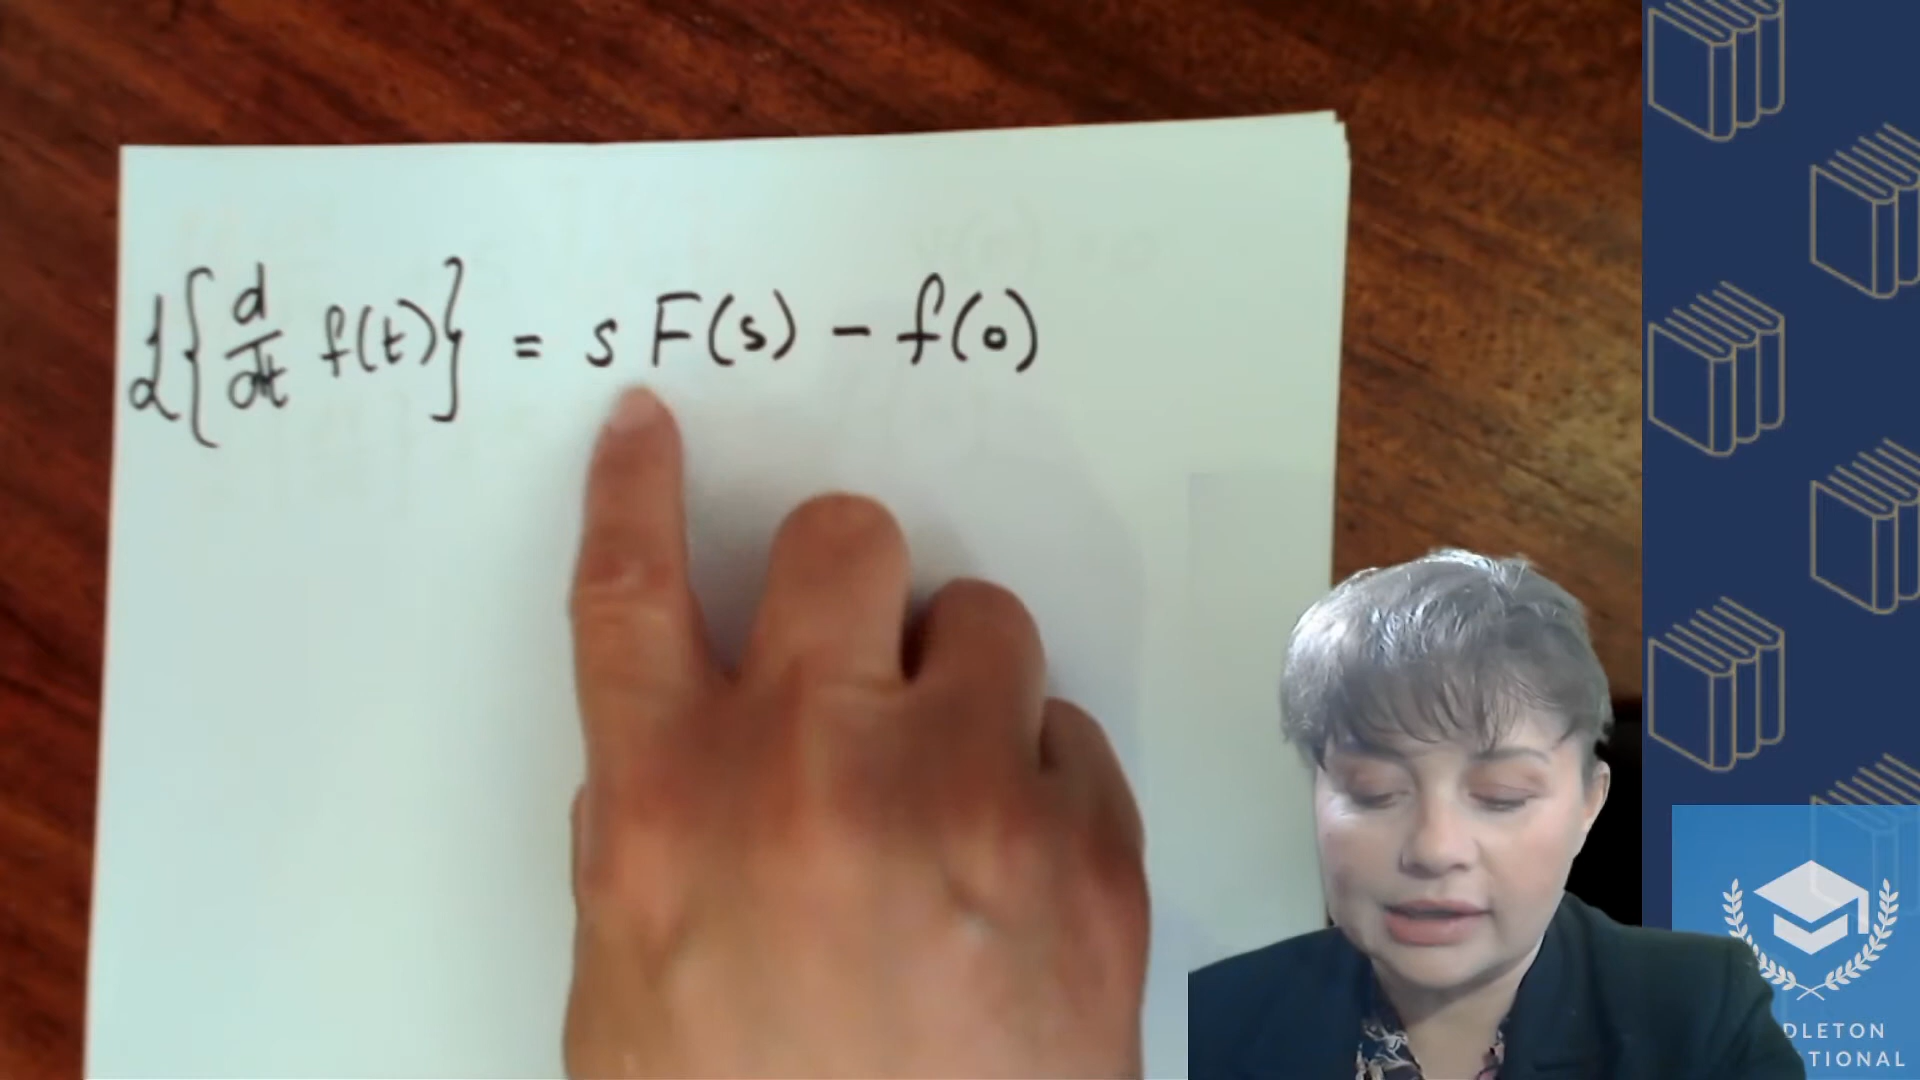 ℒ{d/dt f(t)} = s F(s) - f(0)
DLETON
TIONAL